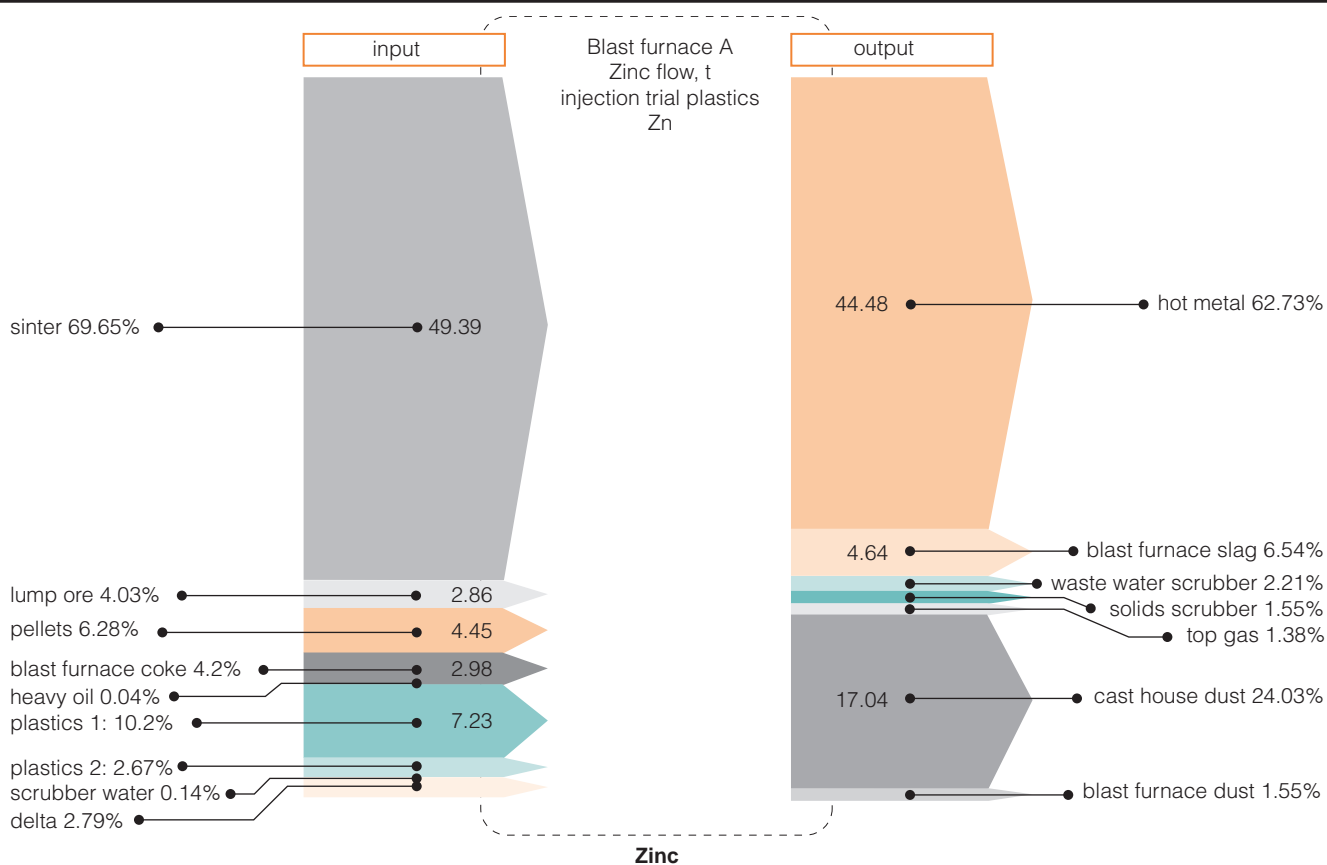 input
Blast furnace A
Zinc flow, t
injection trial plastics
Zn
output
sinter 69.65%
49.39
44.48
hot metal 62.73%
lump ore 4.03%
2.86
pellets 6.28%
4.45
blast furnace coke 4.2%
2.98
heavy oil 0.04%
plastics 1: 10.2%
7.23
plastics 2: 2.67%
scrubber water 0.14%
delta 2.79%
4.64
blast furnace slag 6.54%
waste water scrubber 2.21%
solids scrubber 1.55%
top gas 1.38%
17.04
cast house dust 24.03%
blast furnace dust 1.55%
Zinc